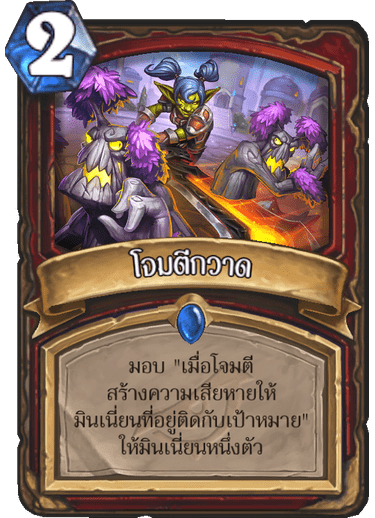 2
โจมตีกวาด
มอบ "เมื่อโจมตี
สร้างความเสียหายให้
มินเนี่ยนที่อยู่ติดกับเป้าหมาย"
ให้มินเนี่ยนหนึ่งตัว